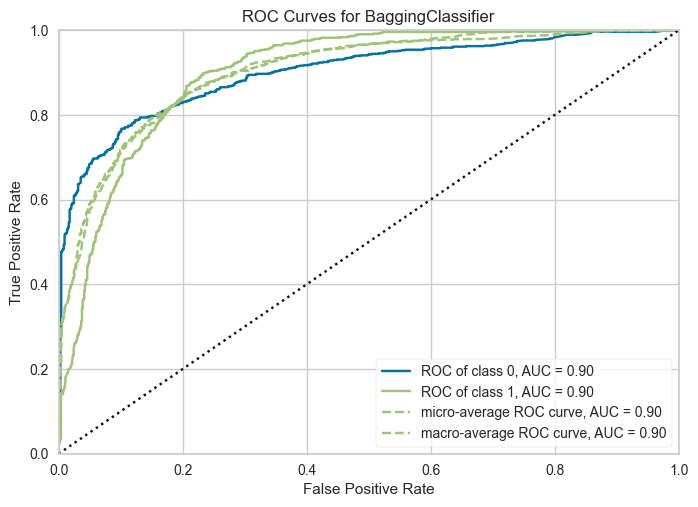 ROC Curves for BaggingClassifier
1.0
0.8
0.6
0.4
0.2
0.0
True Positive Rate
ROC of class 0, AUC = 0.90
ROC of class 1, AUC = 0.90
micro-average ROC curve, AUC = 0.90
macro-average ROC curve, AUC = 0.90
0.0 0.2 0.4 0.6 0.8 1.0
False Positive Rate